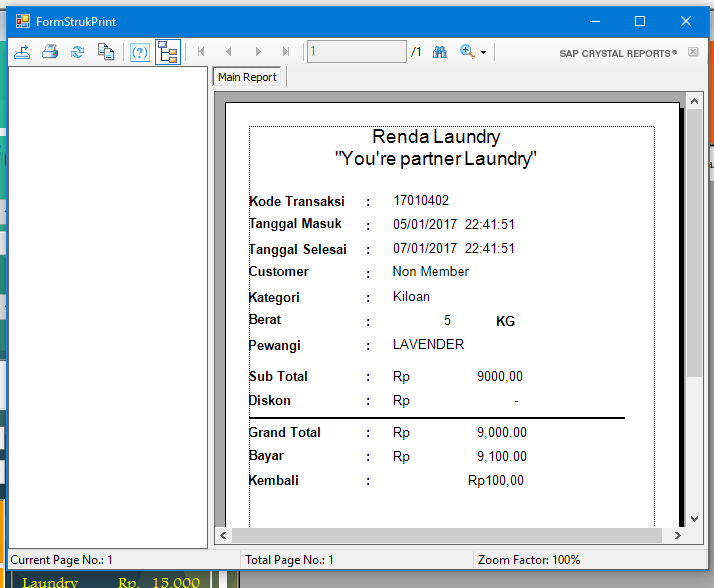 FormStrukPrint
1 /1 SAP CRYSTAL REPORTS®
Main Report
Renda Laundry
"You're partner Laundry"
Kode Transaksi : 17010402
Tanggal Masuk : 05/01/2017 22:41:51
Tanggal Selesai : 07/01/2017 22:41:51
Customer : Non Member
Kategori : Kiloan
Berat : 5 KG
Pewangi : LAVENDER
Sub Total : Rp 9000,00
Diskon : Rp -
Grand Total : Rp 9,000.00
Bayar : Rp 9,100.00
Kembali : Rp100,00
Current Page No.: 1 Total Page No.: 1 Zoom Factor: 100%
Laundry Rp. 15.000